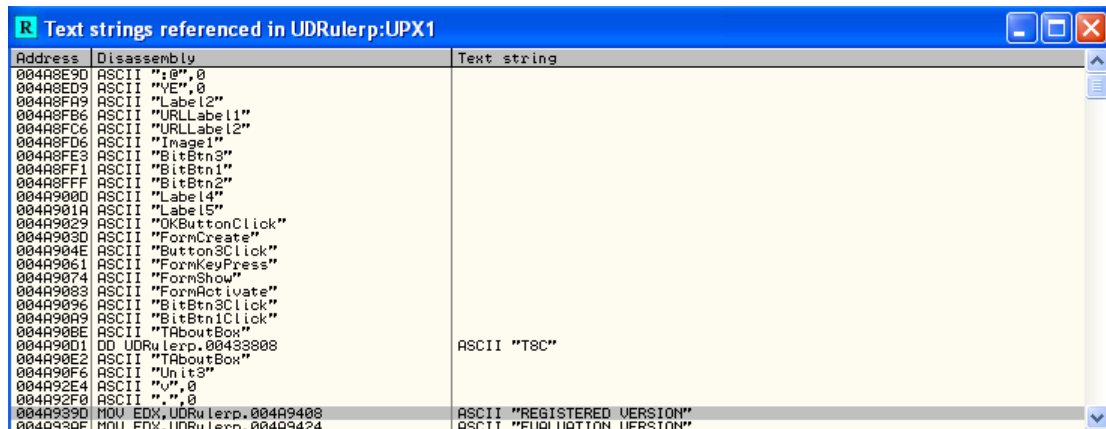 R Text strings referenced in UDRulerp:UPX1
Address Disassembly Text string
004A8E9D ASCII ":@",0
004A8ED9 ASCII "YE",0
004A8FA9 ASCII "Label2"
004A8FB6 ASCII "URLLabel1"
004A8FC6 ASCII "URLLabel2"
004A8FD6 ASCII "Image1"
004A8FE3 ASCII "BitBtn3"
004A8FF1 ASCII "BitBtn1"
004A8FFF ASCII "BitBtn2"
004A900D ASCII "Label4"
004A901A ASCII "Label5"
004A9029 ASCII "OKButtonClick"
004A903D ASCII "FormCreate"
004A904E ASCII "Button3Click"
004A9061 ASCII "FormKeyPress"
004A9074 ASCII "FormShow"
004A9083 ASCII "FormActivate"
004A9096 ASCII "BitBtn3Click"
004A90A9 ASCII "BitBtn1Click"
004A90BE ASCII "TAboutBox"
004A90D1 DD UDRulerp.00433808 ASCII "T8C"
004A90E2 ASCII "TAboutBox"
004A90F6 ASCII "Unit3"
004A92E4 ASCII "v",0
004A92F0 ASCII ".",0
004A939D MOV EDX,UDRulerp.004A9408 ASCII "REGISTERED VERSION"
004A93AF MOV EDX,UDRulerp.004A9424 ASCII "EVALUATION VERSION"